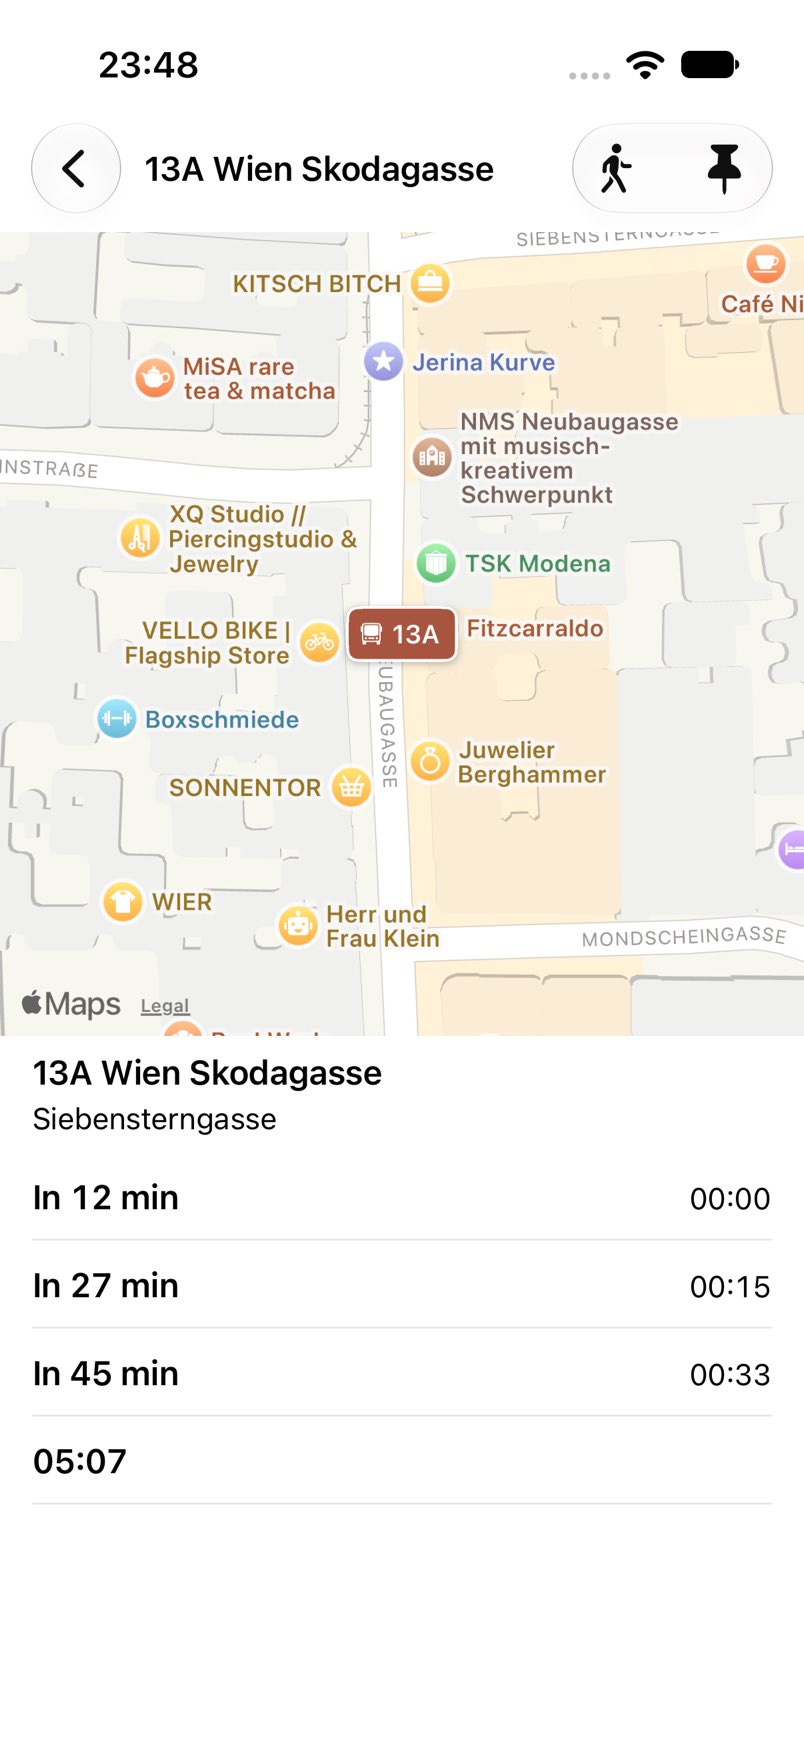 23:48
13A Wien Skodagasse
SIEBENSTERNGASSE
KITSCH BITCH
Café Ni
MiSA rare
tea & matcha
Jerina Kurve
NMS Neubaugasse
mit musisch-
kreativem
Schwerpunkt
INSTRAẞE
XQ Studio //
Piercingstudio &
Jewelry
TSK Modena
VELLO BIKE |
Flagship Store
13A
Fitzcarraldo
UBAUGASSE
Boxschmiede
Juwelier
Berghammer
SONNENTOR
WIER
Herr und
Frau Klein
MONDSCHEINGASSE
Maps
Legal
13A Wien Skodagasse
Siebensterngasse
In 12 min
00:00
In 27 min
00:15
In 45 min
00:33
05:07